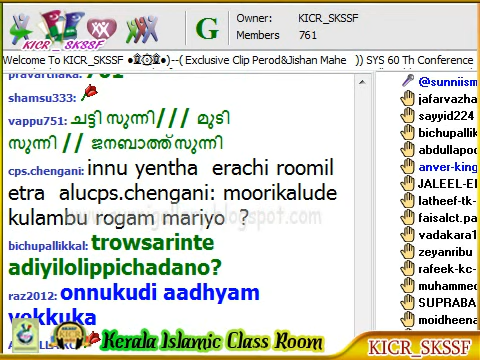 KICR_ SKSSF
G
Owner: KICR_SKSSF
Members 761
Welcome To KICR_SKSSF •ฺ•)--( Exclusive Clip Perod&Jishan Mahe )) SYS 60 Th Conference
pravarthaka: 761
shamsu333:
vappu751: ചട്ടി സുന്നി/// മുടി
സുന്നി // ജനബാത്ത് സുന്നി
cps.chengani: innu yentha erachi roomil
etra alucps.chengani: moorikalude
kulambu rogam mariyo ?
bichupallikkal: trowsarinte
adiyilolippichadano?
raz2012: onnukudi aadhyam
vekkuka
@sunniism
jafarvazha
sayyid224
bichupallik
abdullapoo
anver-king
JALEEL-EI
latheef-tk-
faisalct.pa
vadakara1
zeyanribu
rafeek-kc-
muhammed
SUPRABA
moidheena
Kerala Islamic Class Room
KICR_SKSSF